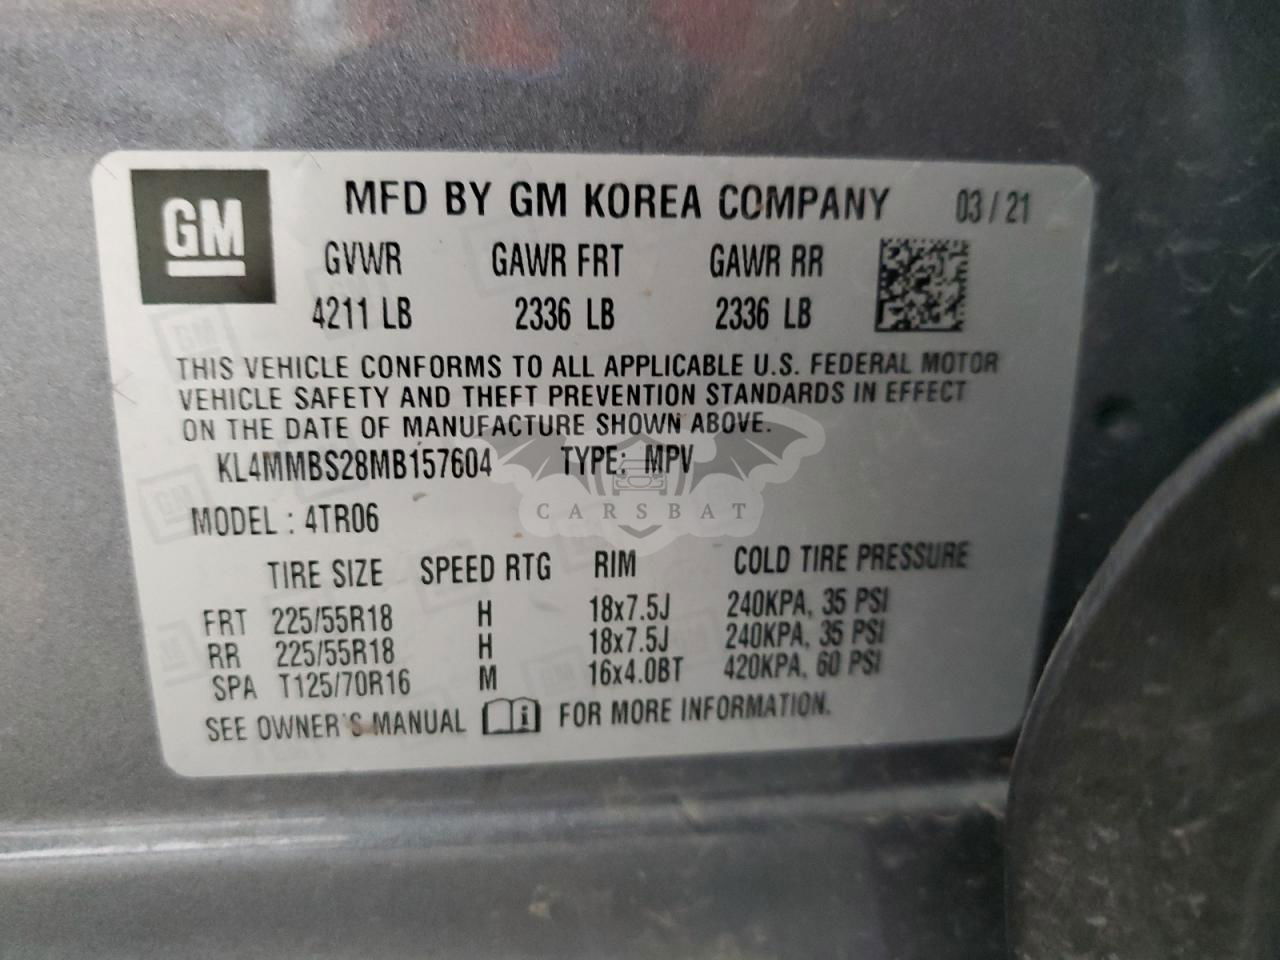 GM MFD BY GM KOREA COMPANY 03/21
GVWR GAWR FRT GAWR RR
4211 LB 2336 LB 2336 LB
THIS VEHICLE CONFORMS TO ALL APPLICABLE U.S. FEDERAL MOTOR
VEHICLE SAFETY AND THEFT PREVENTION STANDARDS IN EFFECT
ON THE DATE OF MANUFACTURE SHOWN ABOVE.
KL4MMBS28MB157604 TYPE: MPV
CARSBAT
MODEL : 4TR06
TIRE SIZE SPEED RTG RIM COLD TIRE PRESSURE
FRT 225/55R18 H 18x7.5J 240KPA, 35 PSI
RR 225/55R18 H 18x7.5J 240KPA, 35 PSI
SPA T125/70R16 M 16x4.0BT 420KPA, 60 PSI
SEE OWNER'S MANUAL i FOR MORE INFORMATION.